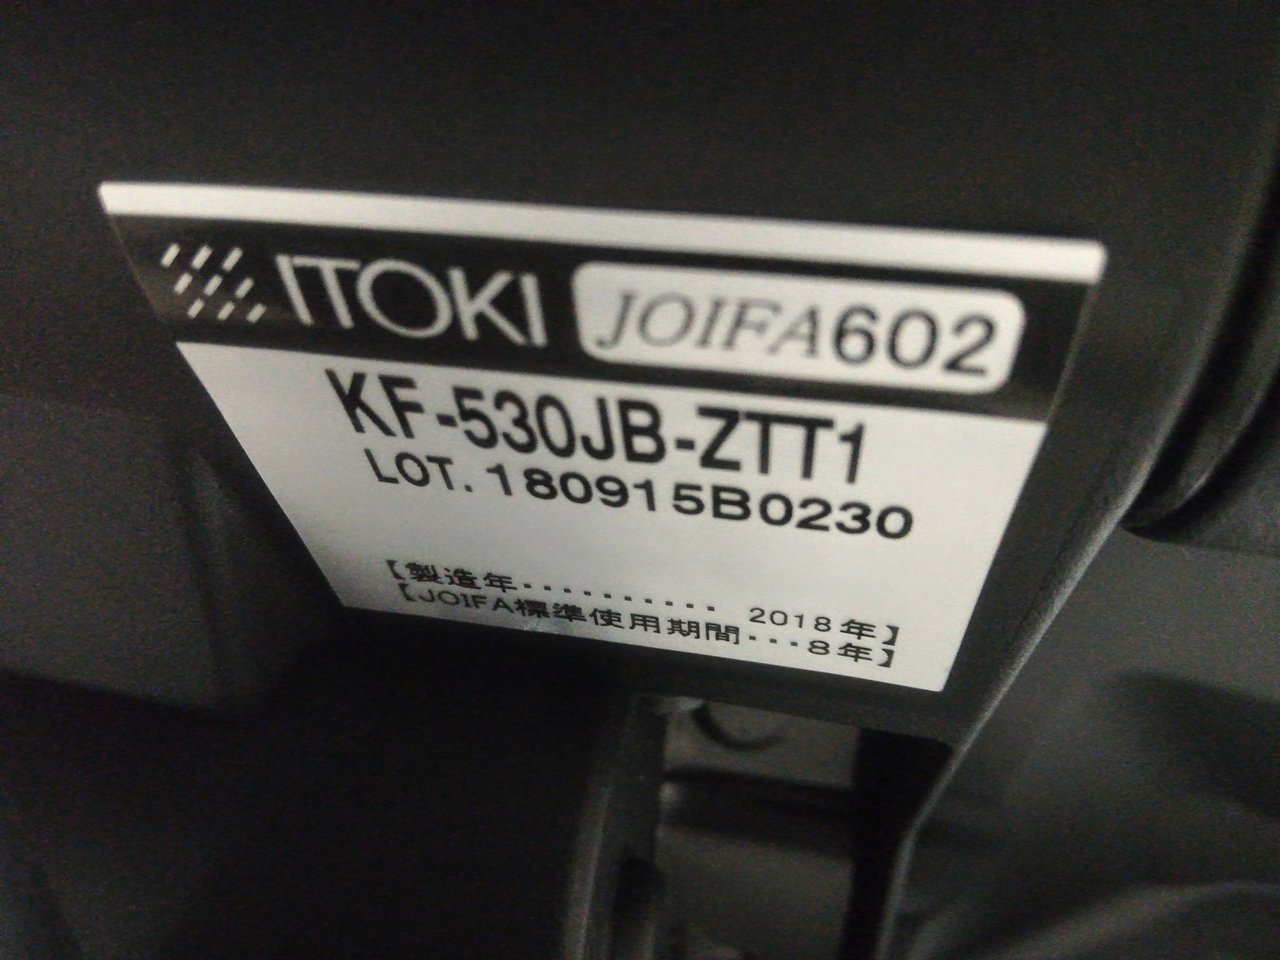 ITOKI JOIFA602
KF-530JB-ZTT1
LOT. 180915B0230
【製造年・・・・・・・・・・ 2018年】
【JOIFA標準使用期間・・・8年】